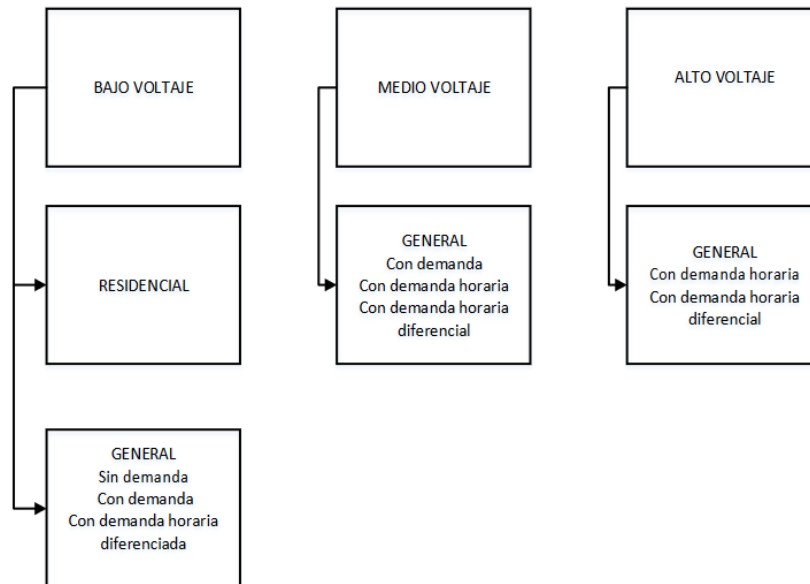 BAJO VOLTAJE
MEDIO VOLTAJE
ALTO VOLTAJE
RESIDENCIAL
GENERAL
Con demanda
Con demanda horaria
Con demanda horaria
diferencial
GENERAL
Con demanda horaria
Con demanda horaria
diferencial
GENERAL
Sin demanda
Con demanda
Con demanda horaria
diferenciada